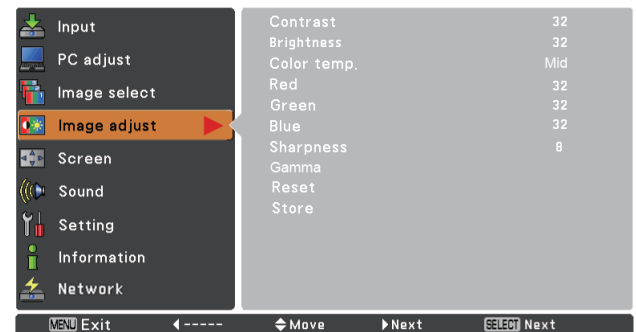 Input
PC adjust
Image select
Image adjust
Screen
Sound
Setting
Information
Network
Contrast 32
Brightness 32
Color temp. Mid
Red 32
Green 32
Blue 32
Sharpness 8
Gamma
Reset
Store
MENU Exit ◀----- Move ▶Next SELECT Next